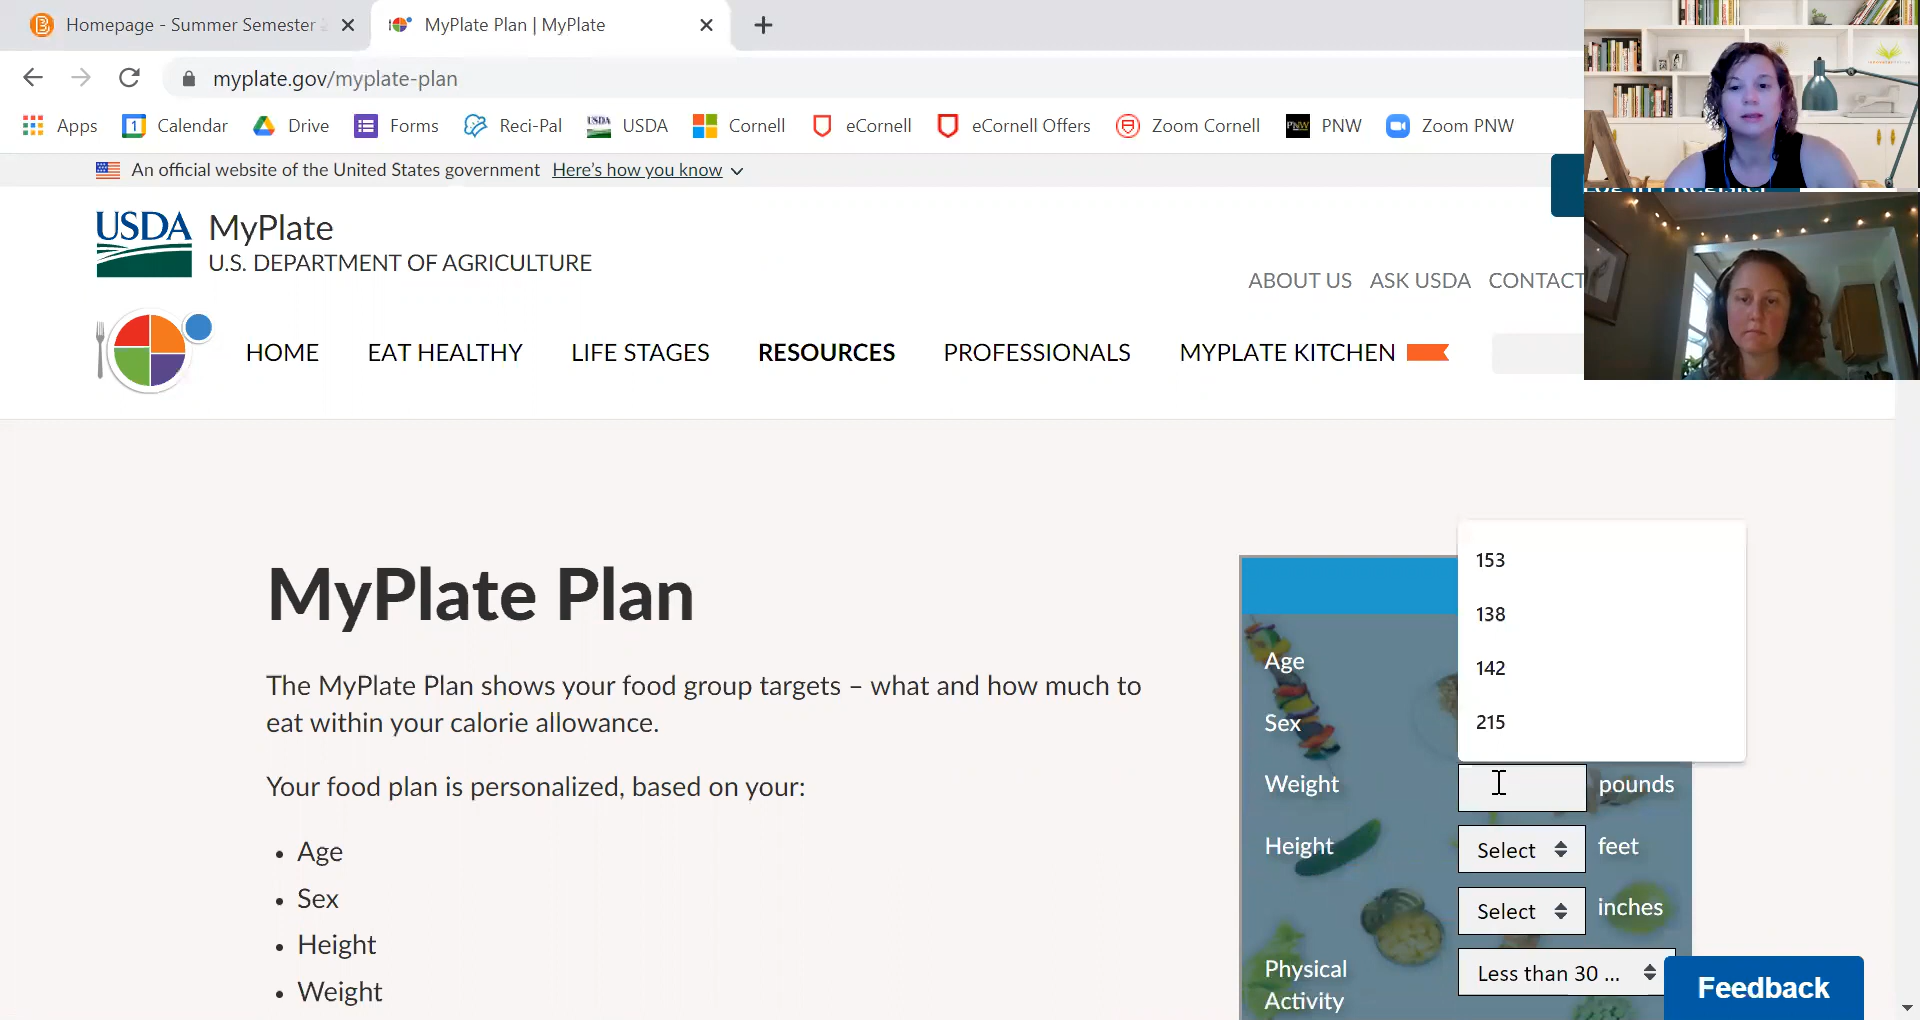 Homepage - Summer Semester
MyPlate Plan | MyPlate
myplate.gov/myplate-plan
Apps
Calendar
Drive
Forms
Reci-Pal
USDA
Cornell
eCornell
eCornell Offers
Zoom Cornell
PNW
Zoom PNW
An official website of the United States government Here's how you know
USDA
MyPlate
U.S. DEPARTMENT OF AGRICULTURE
ABOUT US ASK USDA CONTACT
HOME EAT HEALTHY LIFE STAGES RESOURCES PROFESSIONALS MYPLATE KITCHEN
MyPlate Plan
The MyPlate Plan shows your food group targets – what and how much to
eat within your calorie allowance.
Your food plan is personalized, based on your:
• Age
• Sex
• Height
• Weight
153
138
142
215
Age
Sex
Weight pounds
Height Select feet
Select inches
Physical
Activity
Less than 30 ...
Feedback